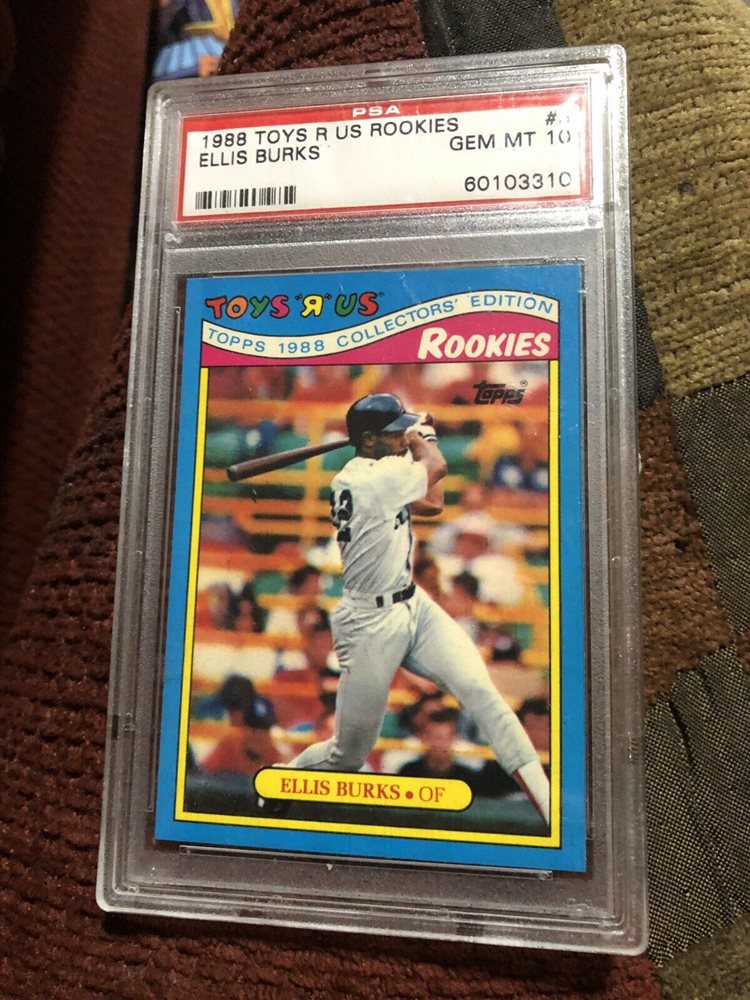 PSA
1988 TOYS R US ROOKIES
ELLIS BURKS
GEM MT 10
60103310
TOYS "Я" US
TOPPS 1988 COLLECTORS' EDITION
ROOKIES
Topps
ELLIS BURKS • OF